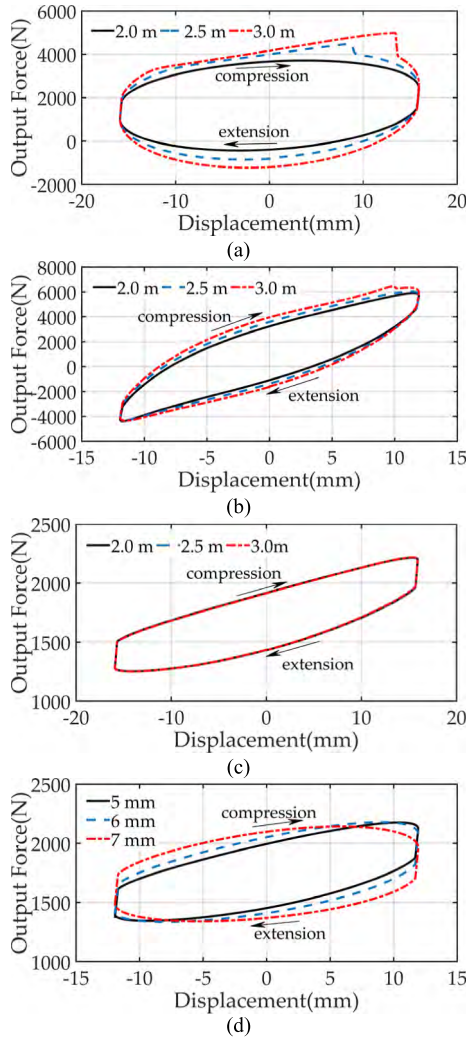 2.0 m 2.5 m 3.0 m
6000
4000
2000
0
-2000
Output Force(N)
compression
extension
-20 -10 0 10 20
Displacement(mm)
(a)
2.0 m 2.5 m 3.0 m
8000
6000
4000
2000
0
-2000
-4000
-6000
Output Force(N)
compression
extension
-15 -10 -5 0 5 10 15
Displacement(mm)
(b)
2.0 m 2.5 m 3.0m
2500
2000
1500
1000
Output Force(N)
compression
extension
-20 -10 0 10 20
Displacement(mm)
(c)
5 mm
6 mm
7 mm
2500
2000
1500
1000
Output Force(N)
compression
extension
-15 -10 -5 0 5 10 15
Displacement(mm)
(d)